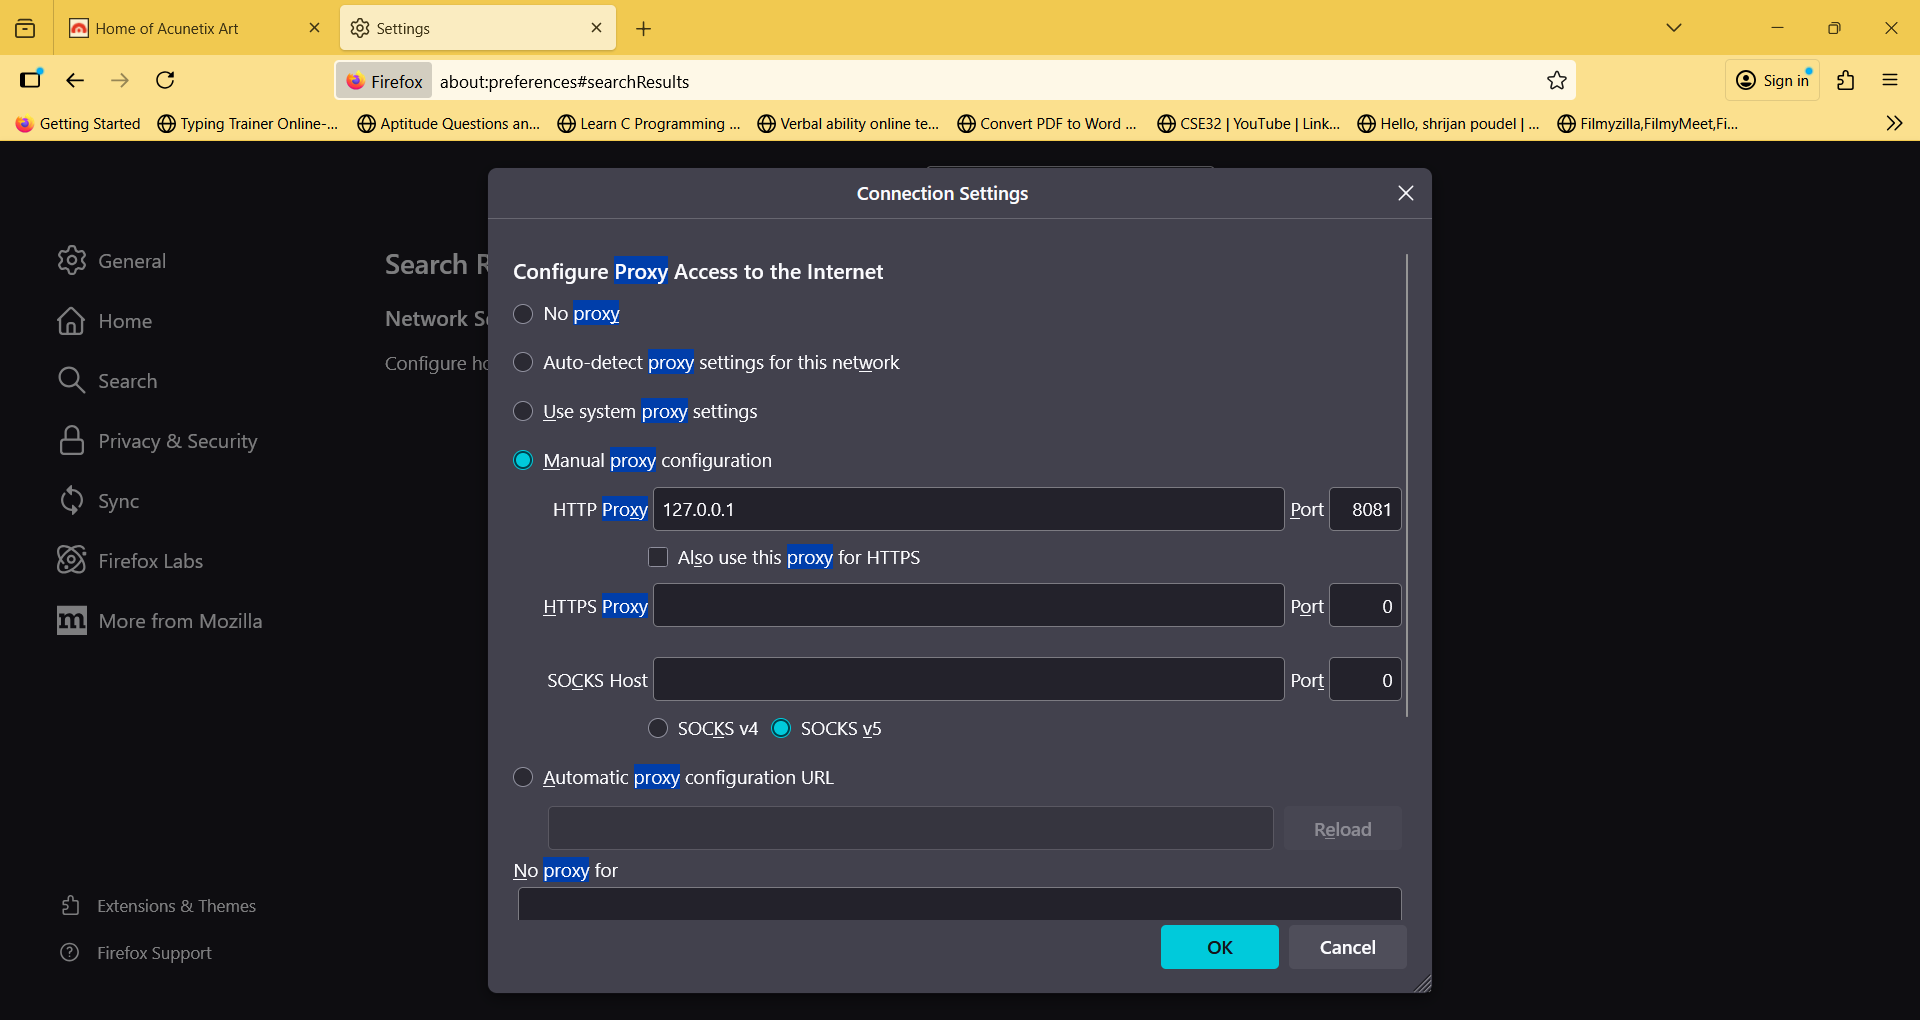 Home of Acunetix Art
Settings
Firefox
about:preferences#searchResults
Sign in
Getting Started
Typing Trainer Online-...
Aptitude Questions an...
Learn C Programming ...
Verbal ability online te...
Convert PDF to Word ...
CSE32 | YouTube | Link...
Hello, shrijan poudel | ...
Filmyzilla,FilmyMeet,Fi...
General
Home
Search
Privacy & Security
Sync
Firefox Labs
m More from Mozilla
Extensions & Themes
Firefox Support
Search R
Network Se
Configure ho
Connection Settings
Configure Proxy Access to the Internet
No proxy
Auto-detect proxy settings for this network
Use system proxy settings
Manual proxy configuration
HTTP Proxy 127.0.0.1 Port 8081
Also use this proxy for HTTPS
HTTPS Proxy Port 0
SOCKS Host Port 0
SOCKS v4 SOCKS v5
Automatic proxy configuration URL
Reload
No proxy for
OK Cancel